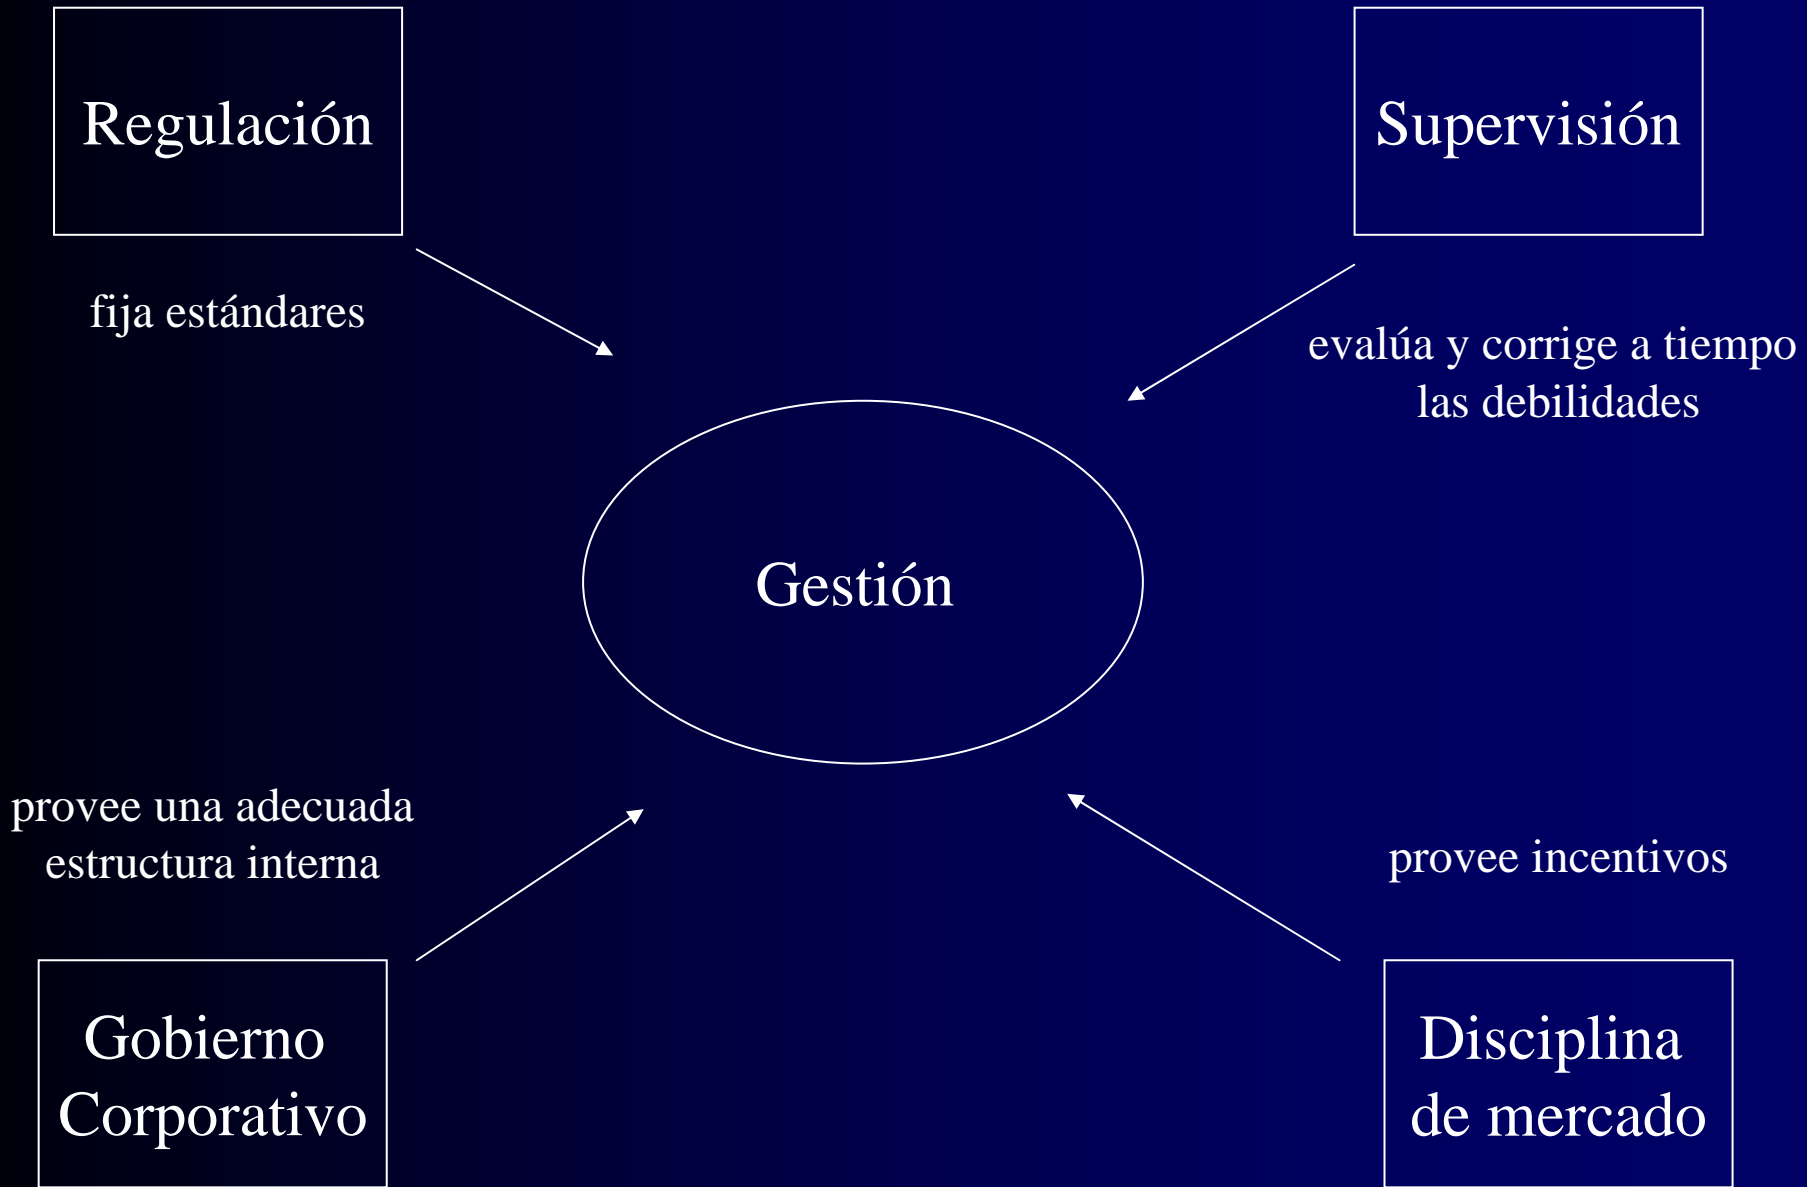 Regulación
Supervisión
fija estándares
evalúa y corrige a tiempo
las debilidades
Gestión
provee una adecuada
estructura interna
provee incentivos
Gobierno
Corporativo
Disciplina
de mercado